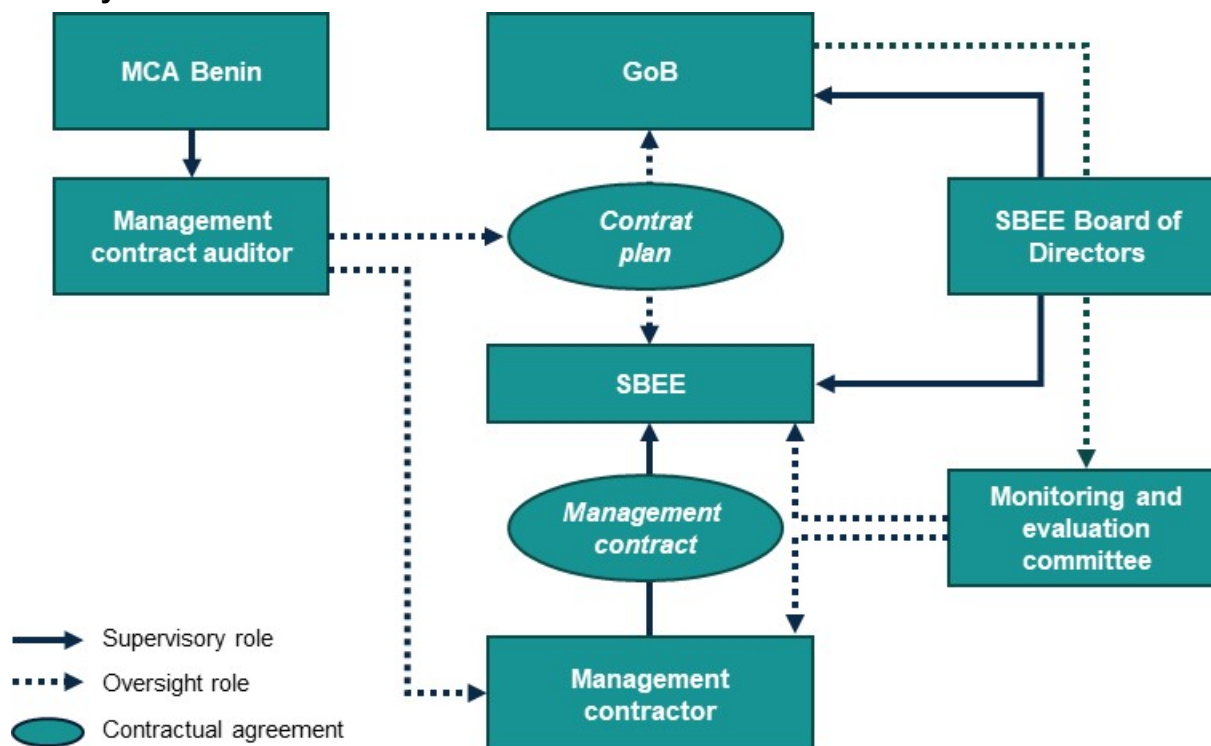 MCA Benin
GoB
Management
contract auditor
Contrat
plan
SBEE Board of
Directors
SBEE
Management
contract
Monitoring and
evaluation
committee
Management
contractor
Supervisory role
Oversight role
Contractual agreement